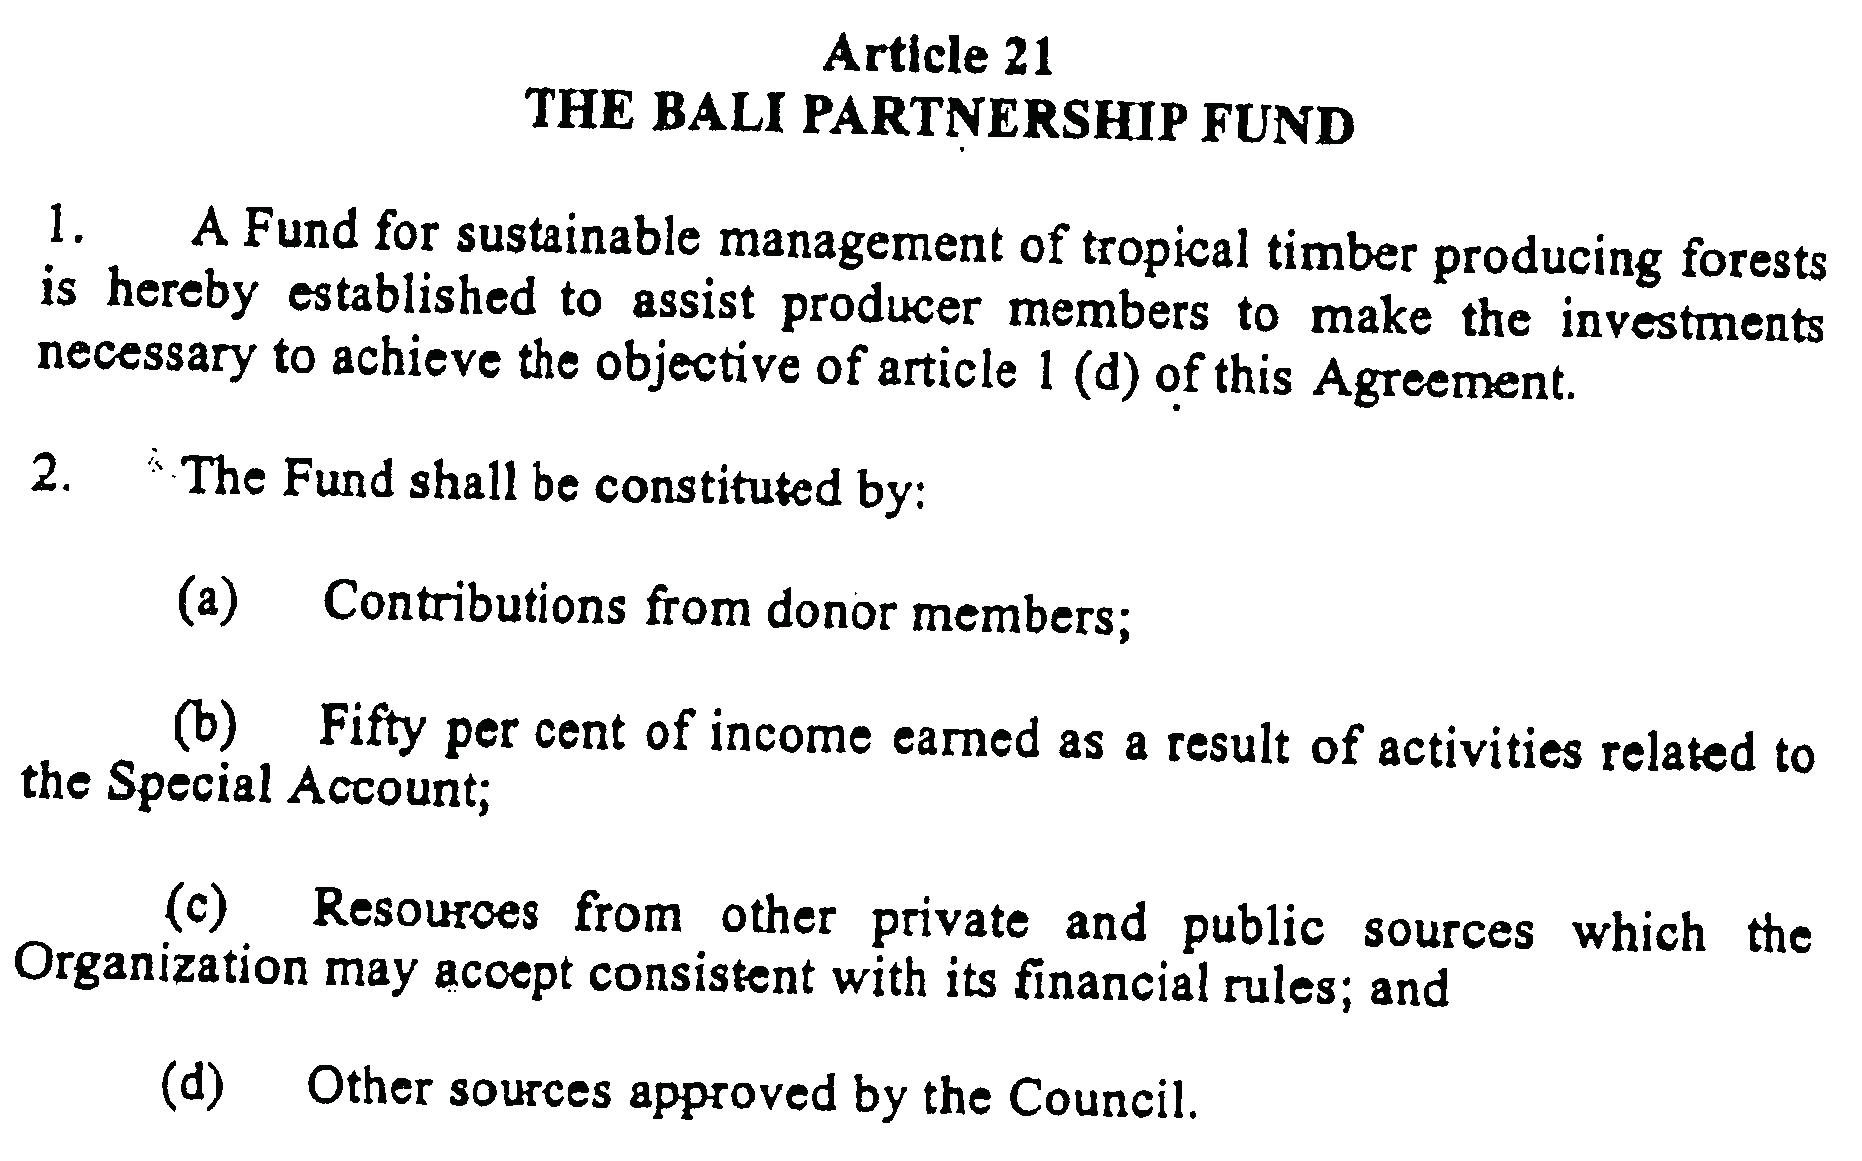 Article 21
THE BALI PARTNERSHIP FUND
1. A Fund for sustainable management of tropical timber producing forests
is hereby established to assist producer members to make the investments
necessary to achieve the objective of article 1 (d) of this Agreement.
2. The Fund shall be constituted by:
(a) Contributions from donor members;
(b) Fifty per cent of income earned as a result of activities related to
the Special Account;
(c) Resources from other private and public sources which the
Organization may accept consistent with its financial rules; and
(d) Other sources approved by the Council.